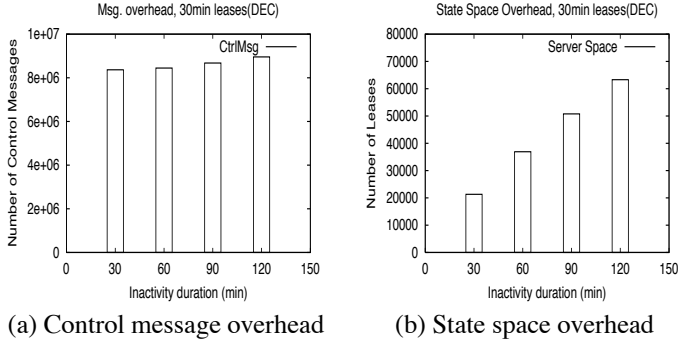 Msg. overhead, 30min leases(DEC)
Number of Control Messages
1e+07
8e+06
6e+06
4e+06
2e+06
0
CtrlMsg
0 30 60 90 120 150
Inactivity duration (min)
(a) Control message overhead
State Space Overhead, 30min leases(DEC)
Number of Leases
80000
70000
60000
50000
40000
30000
20000
10000
0
Server Space
0 30 60 90 120 150
Inactivity duration (min)
(b) State space overhead